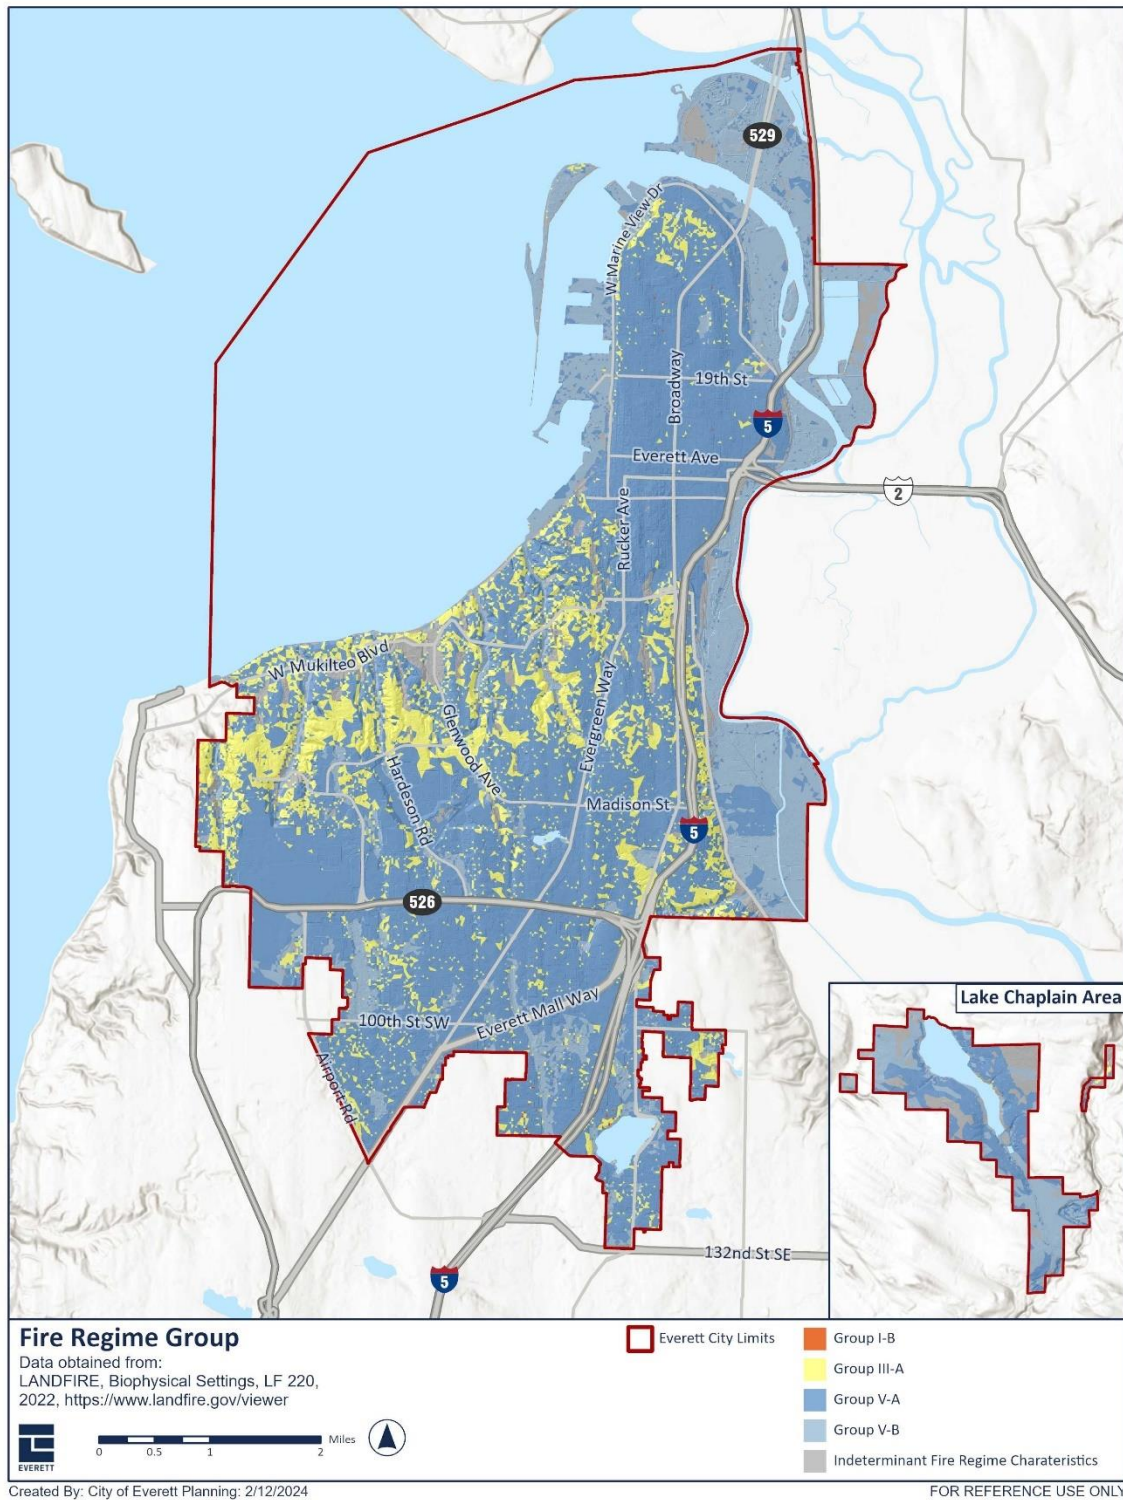 529
W Marine View Dr
19th St
Broadway
5
Everett Ave
2
Rucker Ave
W Mukilteo Blvd
Glenwood Ave
Evergreen Way
Hardeson Rd
Madison St
5
526
100th St SW
Everett Mall Way
Airport Rd
132nd St SE
5
Lake Chaplain Area
Fire Regime Group
Data obtained from:
LANDFIRE, Biophysical Settings, LF 220,
2022, https://www.landfire.gov/viewer
EVERETT
0 0.5 1 2 Miles
Everett City Limits
Group I-B
Group III-A
Group V-A
Group V-B
Indeterminant Fire Regime Charateristics
Created By: City of Everett Planning: 2/12/2024
FOR REFERENCE USE ONLY